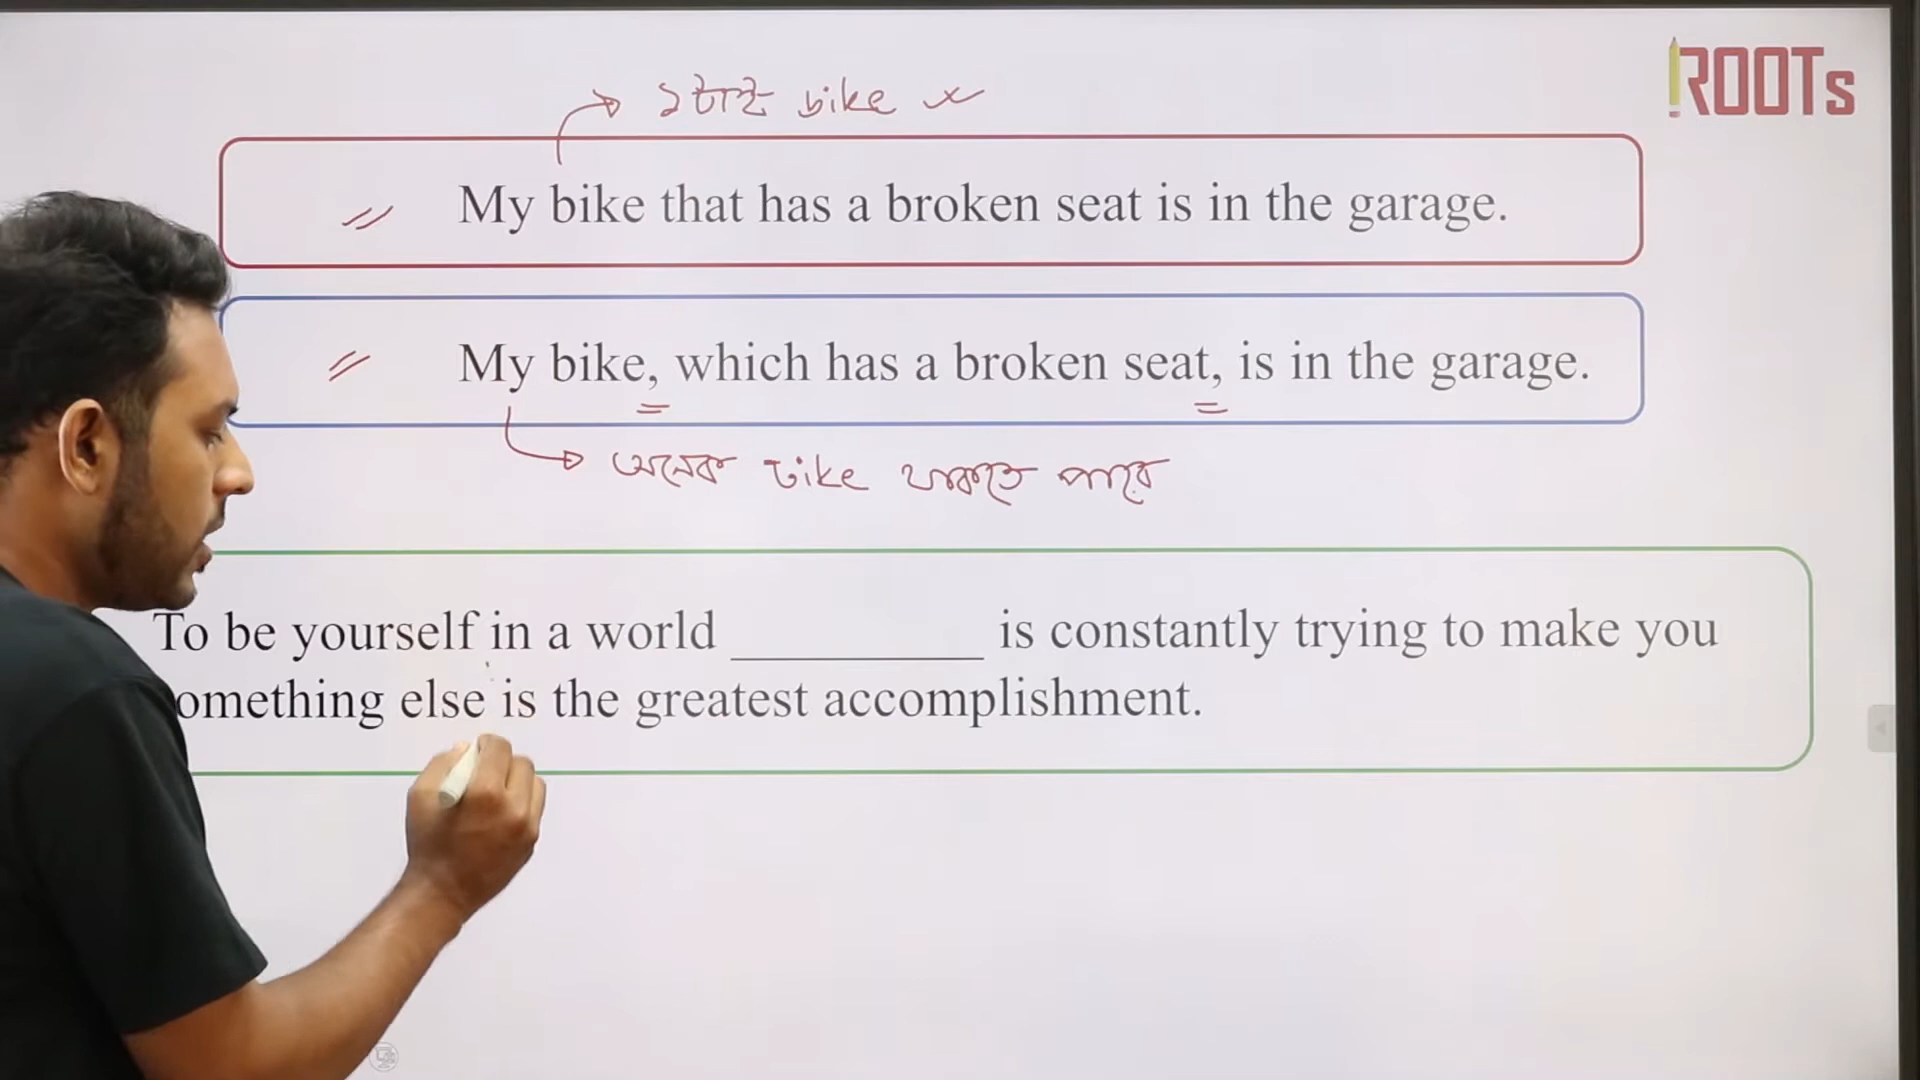 ROOTs
১টাই bike
My bike that has a broken seat is in the garage.
My bike, which has a broken seat, is in the garage.
অনেক bike থাকতে পারে
To be yourself in a world __________ is constantly trying to make you
omething else is the greatest accomplishment.